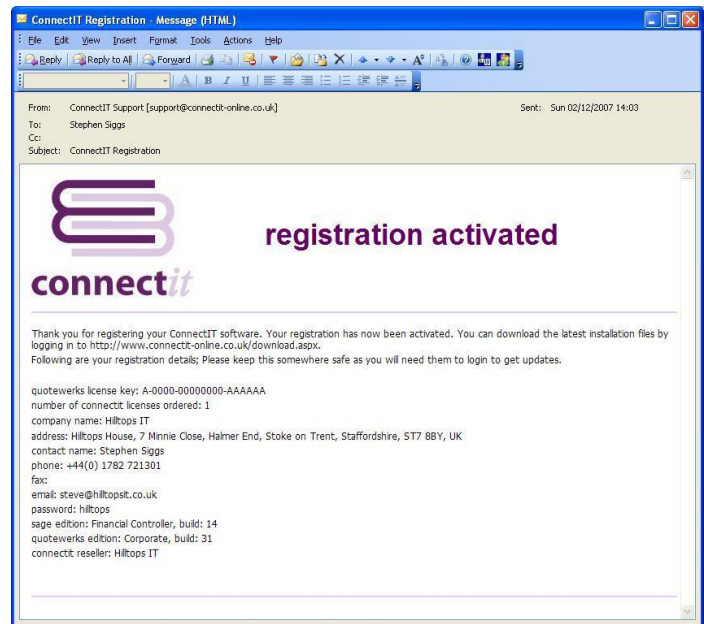 ConnectIT Registration - Message (HTML)
File Edit View Insert Format Tools Actions Help
Reply Reply to All Forward
A B I U
From: ConnectIT Support [support@connectit-online.co.uk] Sent: Sun 02/12/2007 14:03
To: Stephen Siggs
Cc:
Subject: ConnectIT Registration
connectit
registration activated
Thank you for registering your ConnectIT software. Your registration has now been activated. You can download the latest installation files by
logging in to http://www.connectit-online.co.uk/download.aspx.
Following are your registration details; Please keep this somewhere safe as you will need them to login to get updates.
quotewerks license key: A-0000-00000000-AAAAAA
number of connectit licenses ordered: 1
company name: Hilltops IT
address: Hilltops House, 7 Minnie Close, Halmer End, Stoke on Trent, Staffordshire, ST7 8BY, UK
contact name: Stephen Siggs
phone: +44(0) 1782 721301
fax:
email: steve@hilltopsit.co.uk
password: hilltops
sage edition: Financial Controller, build: 14
quotewerks edition: Corporate, build: 31
connectit reseller: Hilltops IT